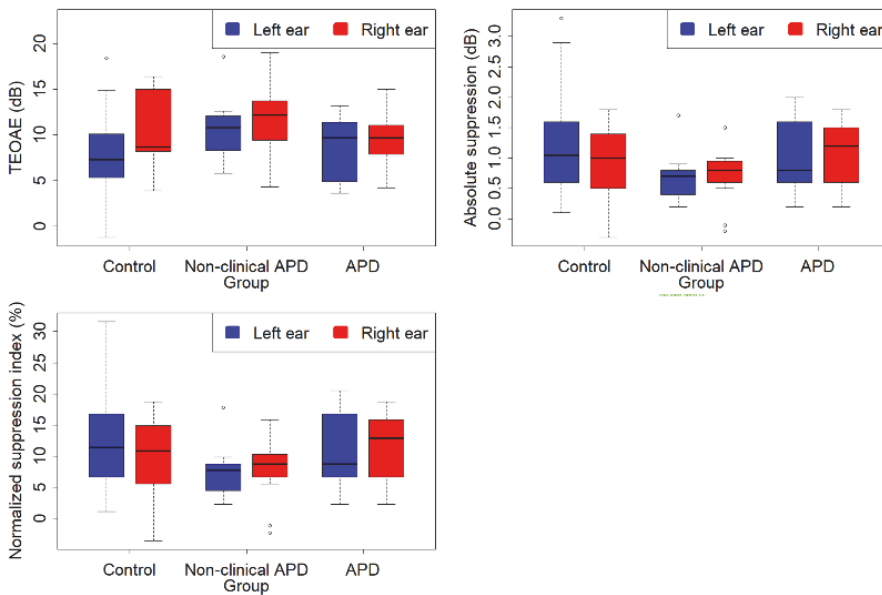 TEOAE (dB)
20
15
10
5
0
Left ear Right ear
Control Non-clinical APD APD
Group
Absolute suppression (dB)
3.0
2.5
2.0
1.5
1.0
0.5
0.0
Left ear Right ear
Control Non-clinical APD APD
Group
Normalized suppression index (%)
30
25
20
15
10
5
0
Left ear Right ear
Control Non-clinical APD APD
Group